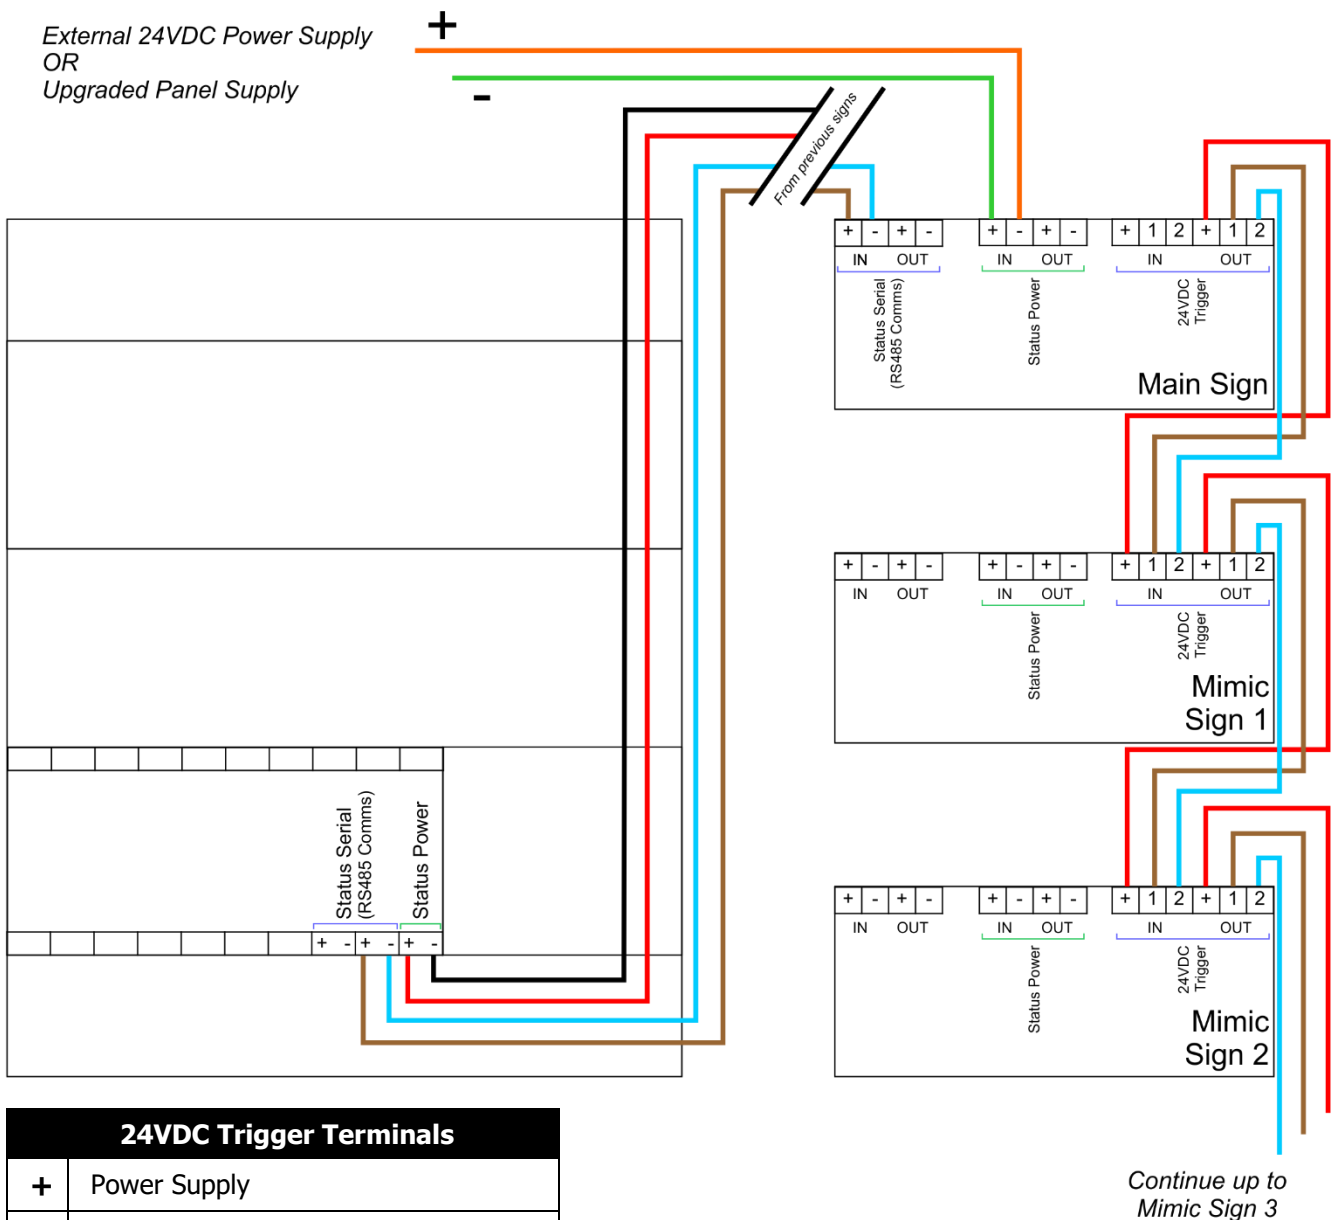 External 24VDC Power Supply
OR
Upgraded Panel Supply
+
-
From previous signs
+ - + -
IN OUT
Status Serial
(RS485 Comms)
+ - + -
IN OUT
Status Power
+ 1 2 + 1 2
IN OUT
24VDC
Trigger
Main Sign
+ - + -
IN OUT
+ - + -
IN OUT
Status Power
+ 1 2 + 1 2
IN OUT
24VDC
Trigger
Mimic
Sign 1
Status Serial
(RS485 Comms)
Status Power
+ - + - + -
+ - + -
IN OUT
+ - + -
IN OUT
Status Power
+ 1 2 + 1 2
IN OUT
24VDC
Trigger
Mimic
Sign 2
24VDC Trigger Terminals
+ Power Supply
Continue up to
Mimic Sign 3